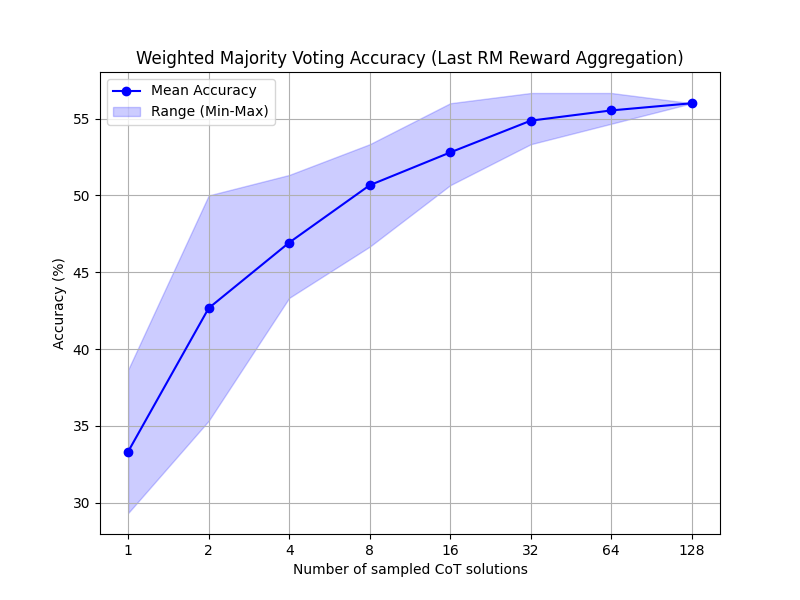 Weighted Majority Voting Accuracy (Last RM Reward Aggregation)
Mean Accuracy
Range (Min-Max)
Accuracy (%)
55
50
45
40
35
30
1 2 4 8 16 32 64 128
Number of sampled CoT solutions